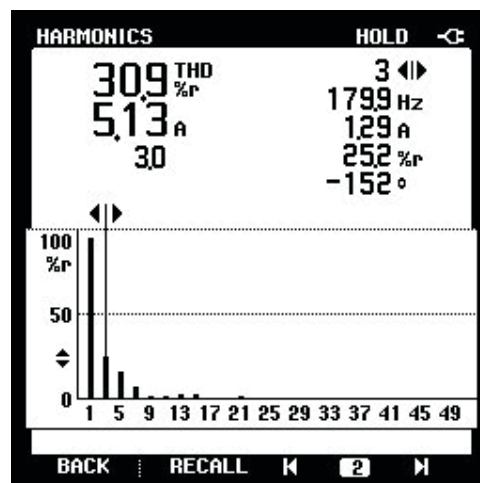 HARMONICS HOLD
30.9 THD %r
5.13 A
3.0
3
179.9 Hz
1.29 A
25.2 %r
-152 °
100
%r
50
0
1 5 9 13 17 21 25 29 33 37 41 45 49
BACK RECALL 2